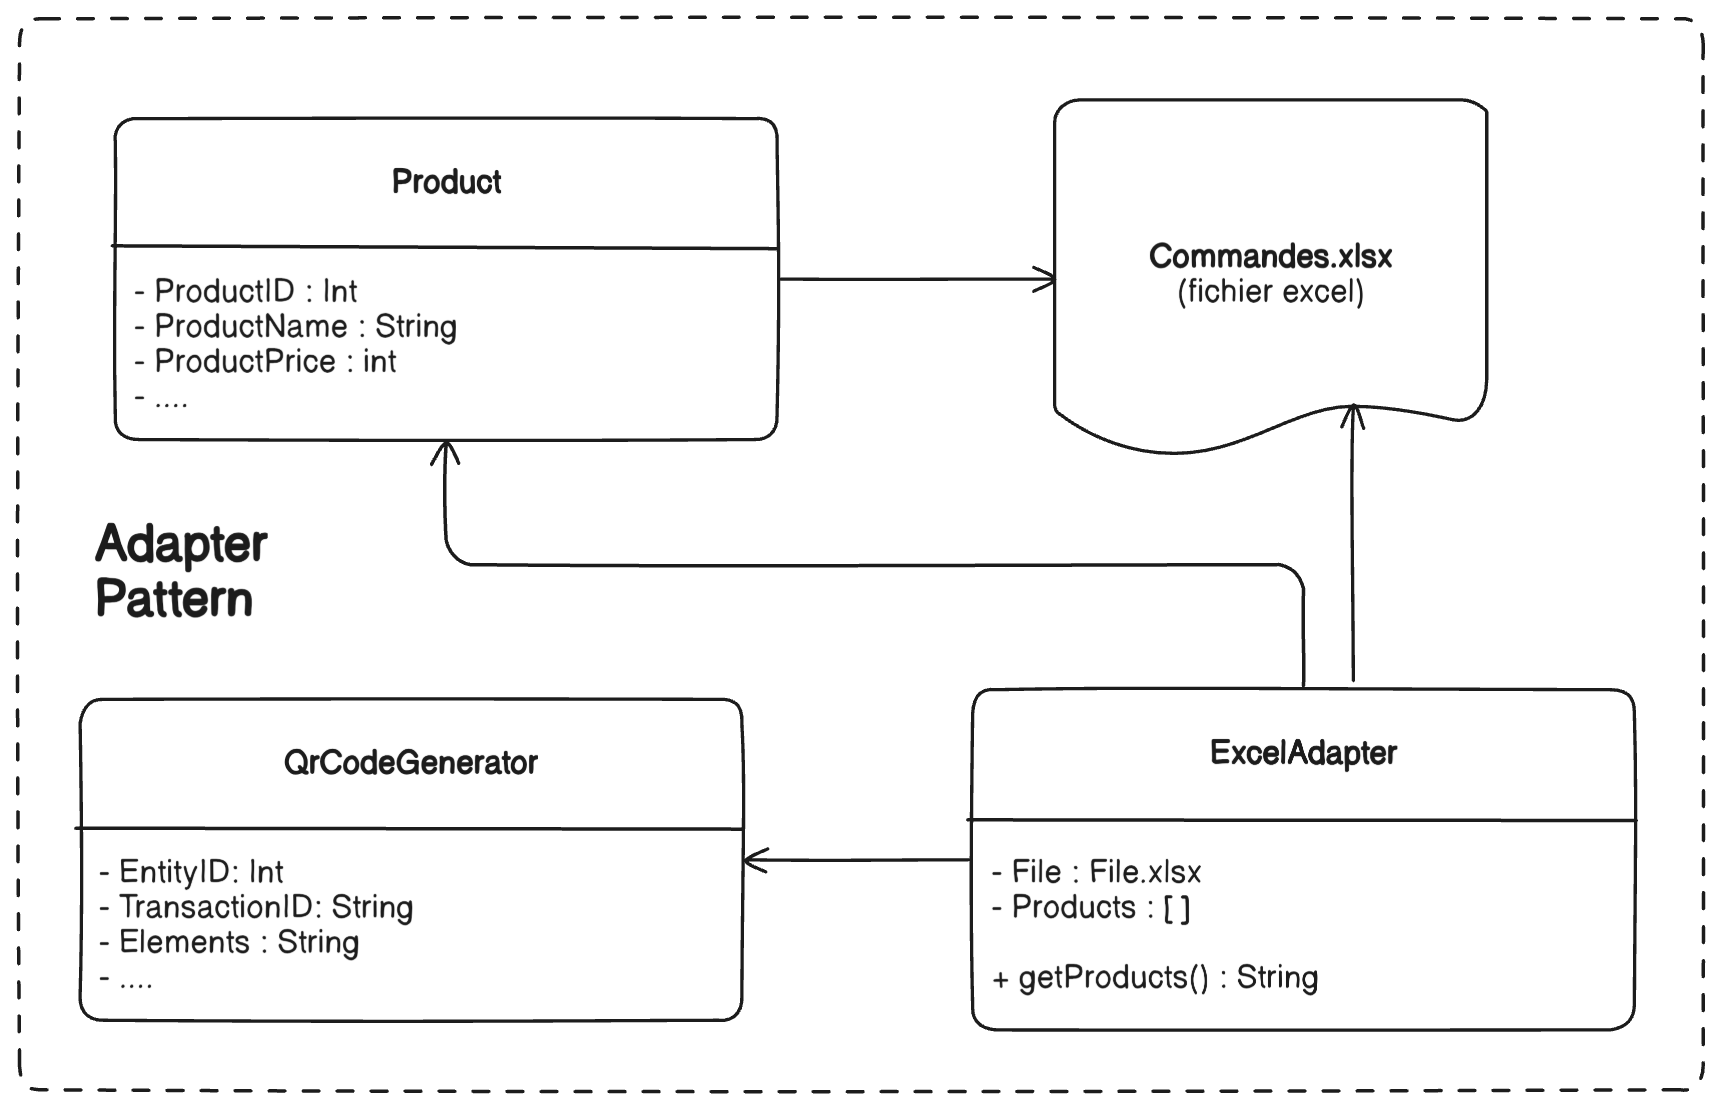 Product
- ProductID : Int
- ProductName : String
- ProductPrice : int
- ....
Commandes.xlsx
(fichier excel)
Adapter
Pattern
QrCodeGenerator
- EntityID: Int
- TransactionID: String
- Elements : String
- ....
ExcelAdapter
- File : File.xlsx
- Products : [ ]
+ getProducts() : String